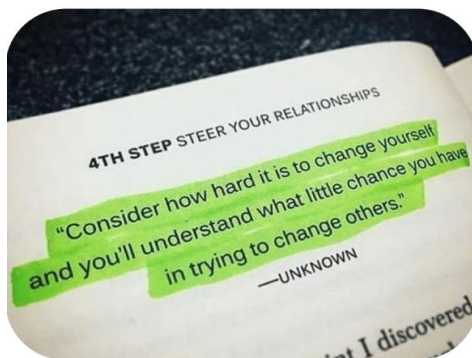 4TH STEP STEER YOUR RELATIONSHIPS
“Consider how hard it is to change yourself
and you’ll understand what little chance you have
in trying to change others.”
—UNKNOWN
I discovered